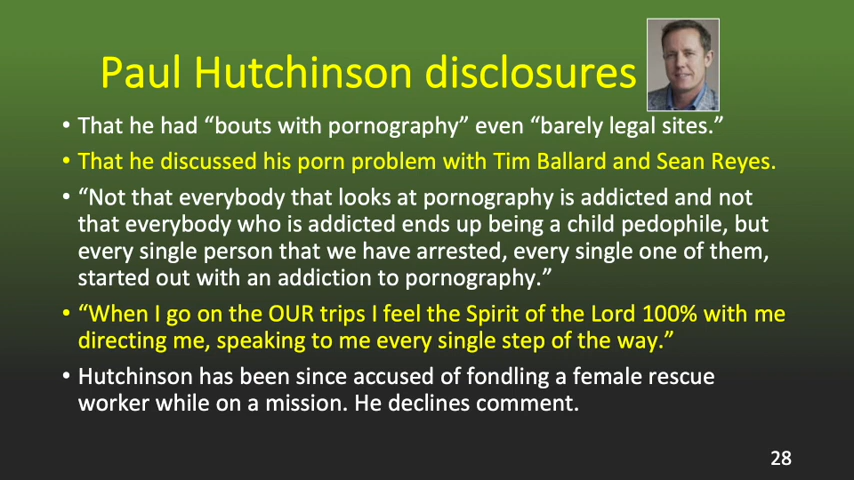 Paul Hutchinson disclosures
• That he had “bouts with pornography” even “barely legal sites.”
• That he discussed his porn problem with Tim Ballard and Sean Reyes.
• “Not that everybody that looks at pornography is addicted and not
that everybody who is addicted ends up being a child pedophile, but
every single person that we have arrested, every single one of them,
started out with an addiction to pornography.”
• “When I go on the OUR trips I feel the Spirit of the Lord 100% with me
directing me, speaking to me every single step of the way.”
• Hutchinson has been since accused of fondling a female rescue
worker while on a mission. He declines comment.
28